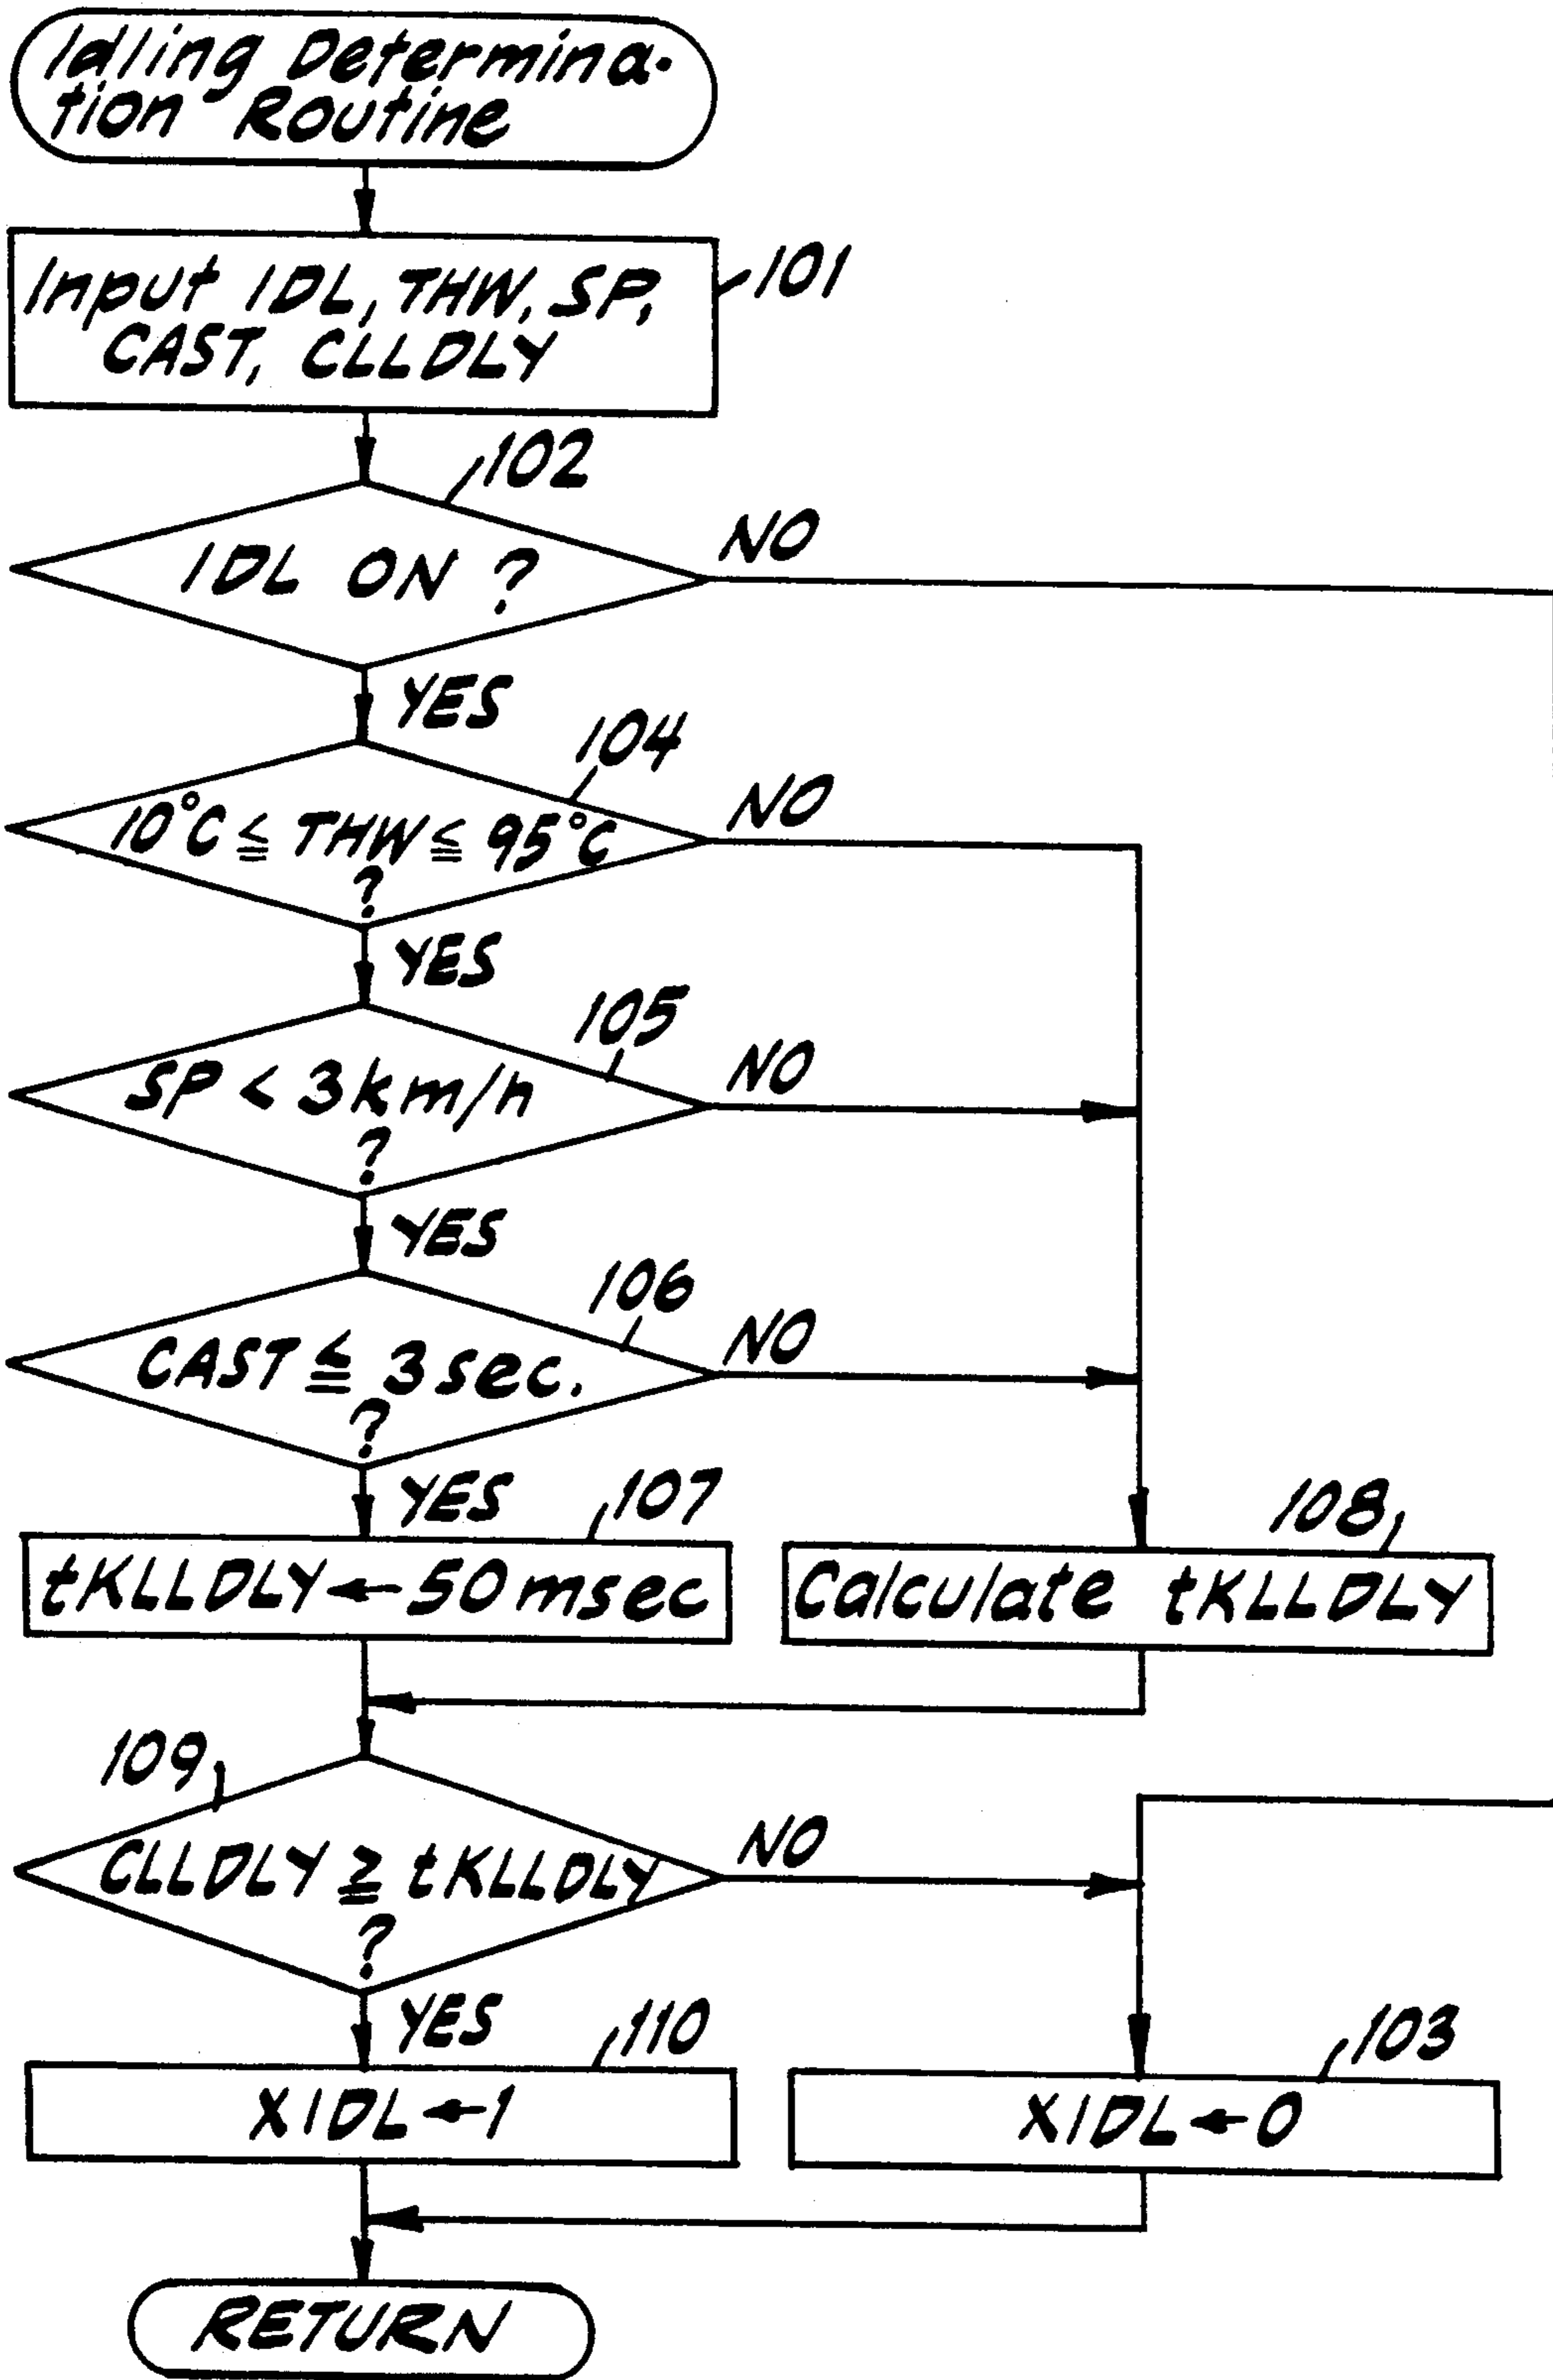 Idling Determina-
tion Routine
Input IDL, THW, SP,
CAST, CLLDLY
101
102
IDL ON ?
NO
YES
104
10°C ≦ THW ≦ 95°C
?
NO
YES
105
SP < 3km/h
?
NO
YES
106
CAST ≦ 3 sec.
?
NO
YES
107
tKLLDLY ← 50 msec
108
Calculate tKLLDLY
109
CLLDLY ≧ tKLLDLY
?
NO
YES
110
XIDL ← 1
103
XIDL ← 0
RETURN